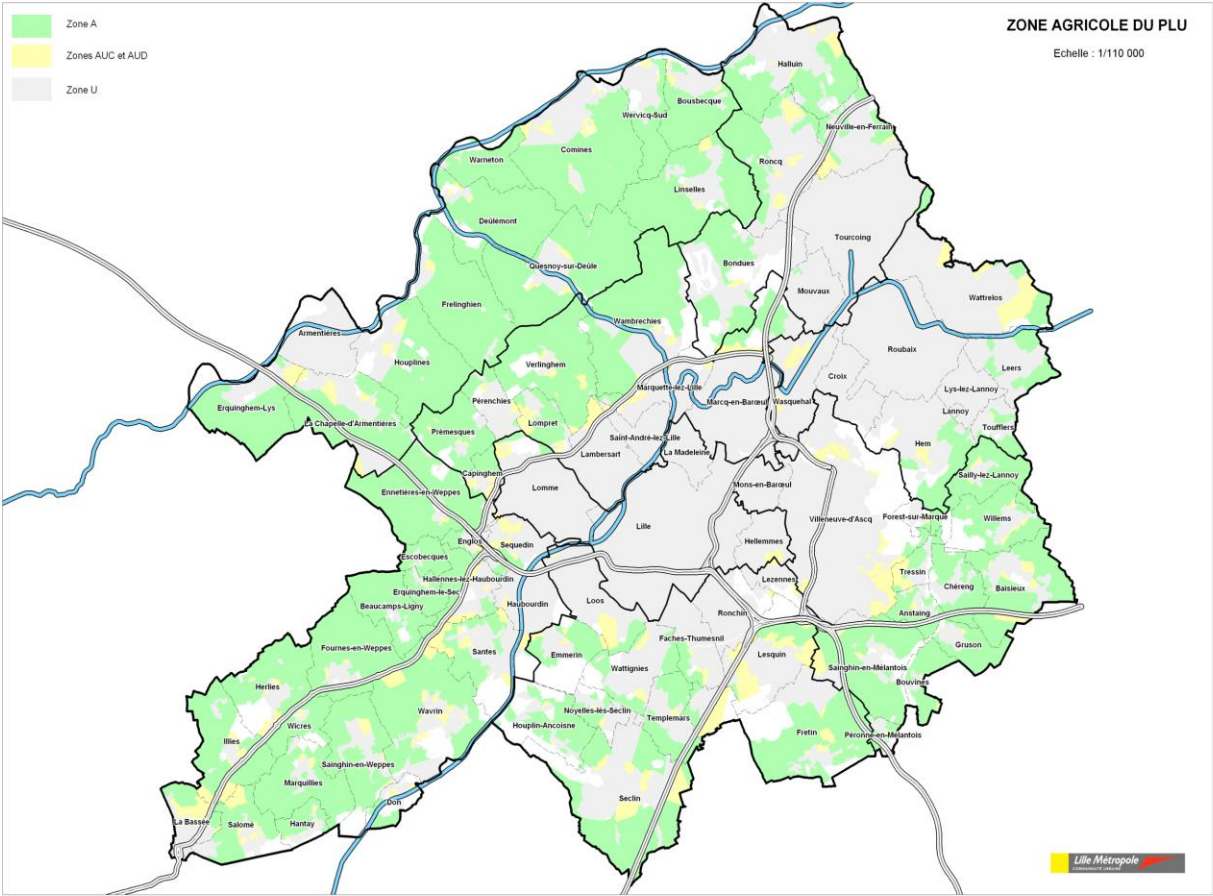 Zone A
Zones AUC et AUD
Zone U
ZONE AGRICOLE DU PLU
Echelle : 1/110 000
Halluin
Bousbecque
Wervicq-Sud
Neuville-en-Ferrain
Comines
Warneton
Roncq
Linselles
Deûlémont
Tourcoing
Bondues
Quesnoy-sur-Deûle
Mouvaux
Wattrelos
Frelinghien
Wambrechies
Armentières
Roubaix
Houplines
Verlinghem
Leers
Croix
Marquette-lez-Lille
Lys-lez-Lannoy
Pérenchies
Marcq-en-Barœul
Wasquehal
Erquinghem-Lys
Lannoy
La Chapelle-d'Armentières
Lompret
Toufflers
Prémesques
Saint-André-lez-Lille
Hem
Lambersart
La Madeleine
Capinghem
Sailly-lez-Lannoy
Lomme
Mons-en-Barœul
Ennetières-en-Weppes
Forest-sur-Marque
Willems
Villeneuve-d'Ascq
Lille
Englos
Sequedin
Hellemmes
Escobecques
Tressin
Hallennes-lez-Haubourdin
Lezennes
Chéreng
Baisieux
Erquinghem-le-Sec
Haubourdin
Loos
Beaucamps-Ligny
Ronchin
Anstaing
Faches-Thumesnil
Fournes-en-Weppes
Santes
Emmerin
Lesquin
Gruson
Wattignies
Sainghin-en-Mélantois
Bouvines
Herlies
Wavrin
Noyelles-lès-Seclin
Templemars
Wicres
Houplin-Ancoisne
Fretin
Péronne-en-Mélantois
Illies
Sainghin-en-Weppes
Marquillies
Seclin
Don
La Bassée
Salomé
Hantay
Lille Métropole
COMMUNAUTÉ URBAINE